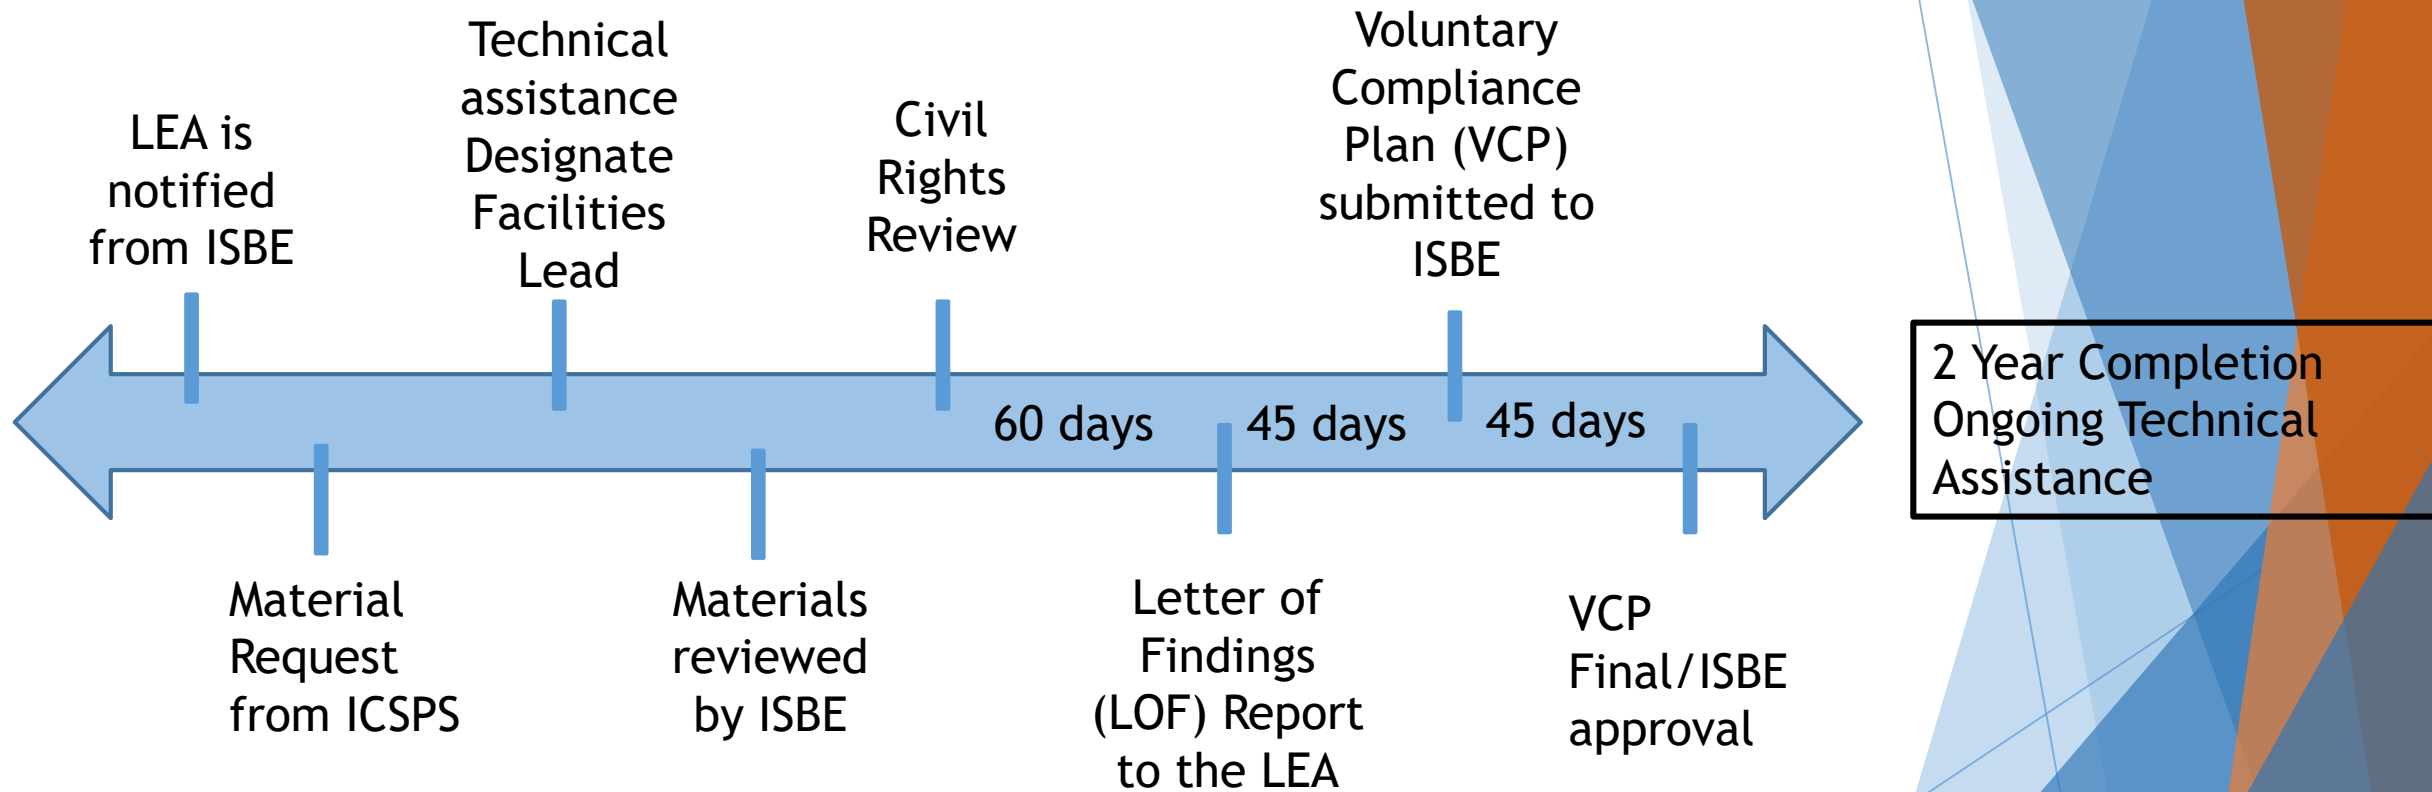 LEA is
notified
from ISBE
Technical
assistance
Designate
Facilities
Lead
Civil
Rights
Review
Voluntary
Compliance
Plan (VCP)
submitted to
ISBE
60 days
45 days
45 days
2 Year Completion
Ongoing Technical
Assistance
Material
Request
from ICSPS
Materials
reviewed
by ISBE
Letter of
Findings
(LOF) Report
to the LEA
VCP
Final/ISBE
approval